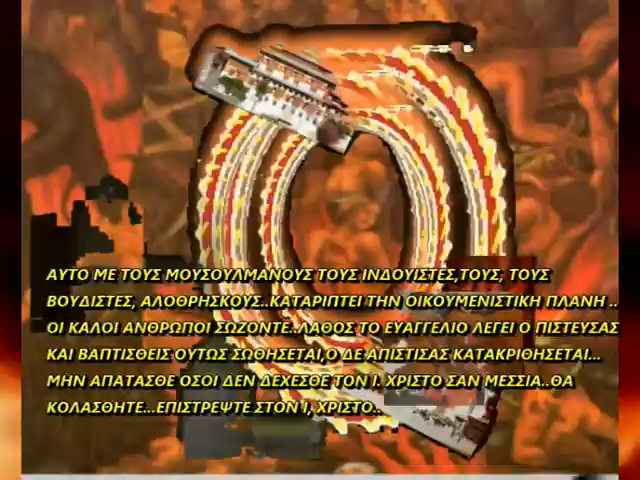 ΑΥΤΟ ΜΕ ΤΟΥΣ ΜΟΥΣΟΥΛΜΑΝΟΥΣ ΤΟΥΣ ΙΝΔΟΥΙΣΤΕΣ,ΤΟΥΣ, ΤΟΥΣ
ΒΟΥΔΙΣΤΕΣ, ΑΛΟΘΡΗΣΚΟΥΣ..ΚΑΤΑΡΙΠΤΕΙ ΤΗΝ ΟΙΚΟΥΜΕΝΙΣΤΙΚΗ ΠΛΑΝΗ ..
ΟΙ ΚΑΛΟΙ ΑΝΘΡΩΠΟΙ ΣΩΖΟΝΤΕ..ΛΑΘΟΣ ΤΟ ΕΥΑΓΓΕΛΙΟ ΛΕΓΕΙ Ο ΠΙΣΤΕΥΣΑΣ
ΚΑΙ ΒΑΠΤΙΣΘΕΙΣ ΟΥΤΩΣ ΣΩΘΗΣΕΤΑΙ,Ο ΔΕ ΑΠΙΣΤΙΣΑΣ ΚΑΤΑΚΡΙΘΗΣΕΤΑΙ...
ΜΗΝ ΑΠΑΤΑΣΘΕ ΟΣΟΙ ΔΕΝ ΔΕΧΕΣΘΕ ΤΟΝ Ι. ΧΡΙΣΤΟ ΣΑΝ ΜΕΣΣΙΑ..ΘΑ
ΚΟΛΑΣΘΗΤΕ...ΕΠΙΣΤΡΕΨΤΕ ΣΤΟΝ Ι, ΧΡΙΣΤΟ..